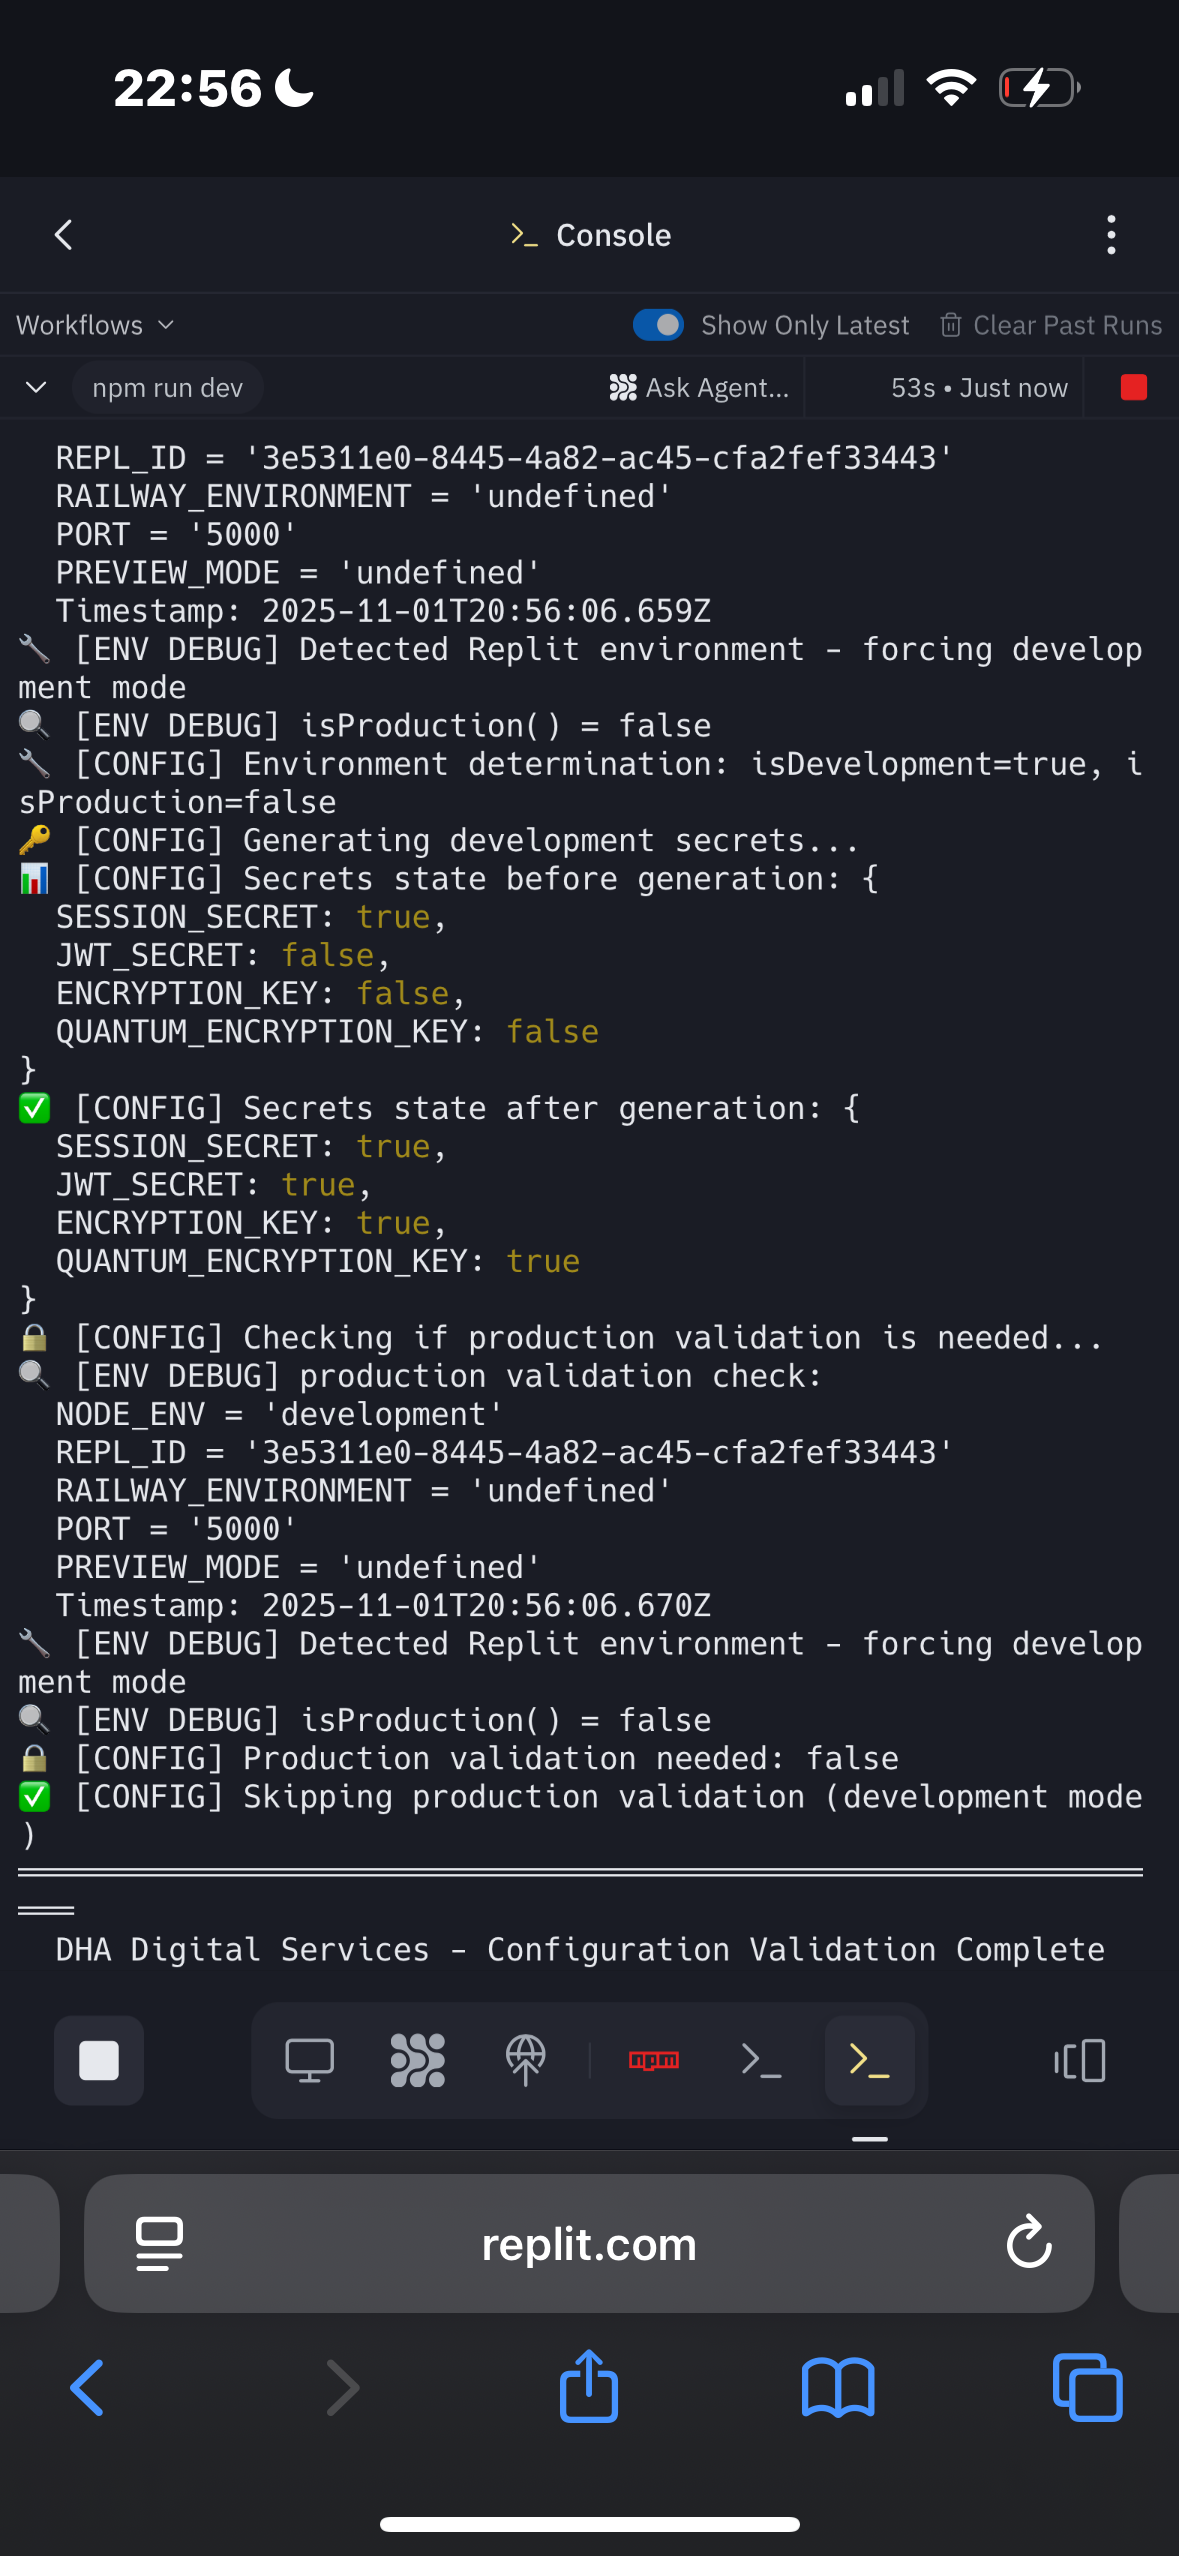 22:56
Console
Workflows
Show Only Latest
Clear Past Runs
npm run dev
Ask Agent...
53s • Just now
REPL_ID = '3e5311e0-8445-4a82-ac45-cfa2fef33443'
RAILWAY_ENVIRONMENT = 'undefined'
PORT = '5000'
PREVIEW_MODE = 'undefined'
Timestamp: 2025-11-01T20:56:06.659Z
🔧 [ENV DEBUG] Detected Replit environment - forcing develop
ment mode
🔍 [ENV DEBUG] isProduction() = false
🔧 [CONFIG] Environment determination: isDevelopment=true, i
sProduction=false
🔑 [CONFIG] Generating development secrets...
📊 [CONFIG] Secrets state before generation: {
SESSION_SECRET: true,
JWT_SECRET: false,
ENCRYPTION_KEY: false,
QUANTUM_ENCRYPTION_KEY: false
}
✅ [CONFIG] Secrets state after generation: {
SESSION_SECRET: true,
JWT_SECRET: true,
ENCRYPTION_KEY: true,
QUANTUM_ENCRYPTION_KEY: true
}
🔒 [CONFIG] Checking if production validation is needed...
🔍 [ENV DEBUG] production validation check:
NODE_ENV = 'development'
REPL_ID = '3e5311e0-8445-4a82-ac45-cfa2fef33443'
RAILWAY_ENVIRONMENT = 'undefined'
PORT = '5000'
PREVIEW_MODE = 'undefined'
Timestamp: 2025-11-01T20:56:06.670Z
🔧 [ENV DEBUG] Detected Replit environment - forcing develop
ment mode
🔍 [ENV DEBUG] isProduction() = false
🔒 [CONFIG] Production validation needed: false
✅ [CONFIG] Skipping production validation (development mode
)
════════════════════════════════════════════════════════════
═══
DHA Digital Services - Configuration Validation Complete
npm
replit.com